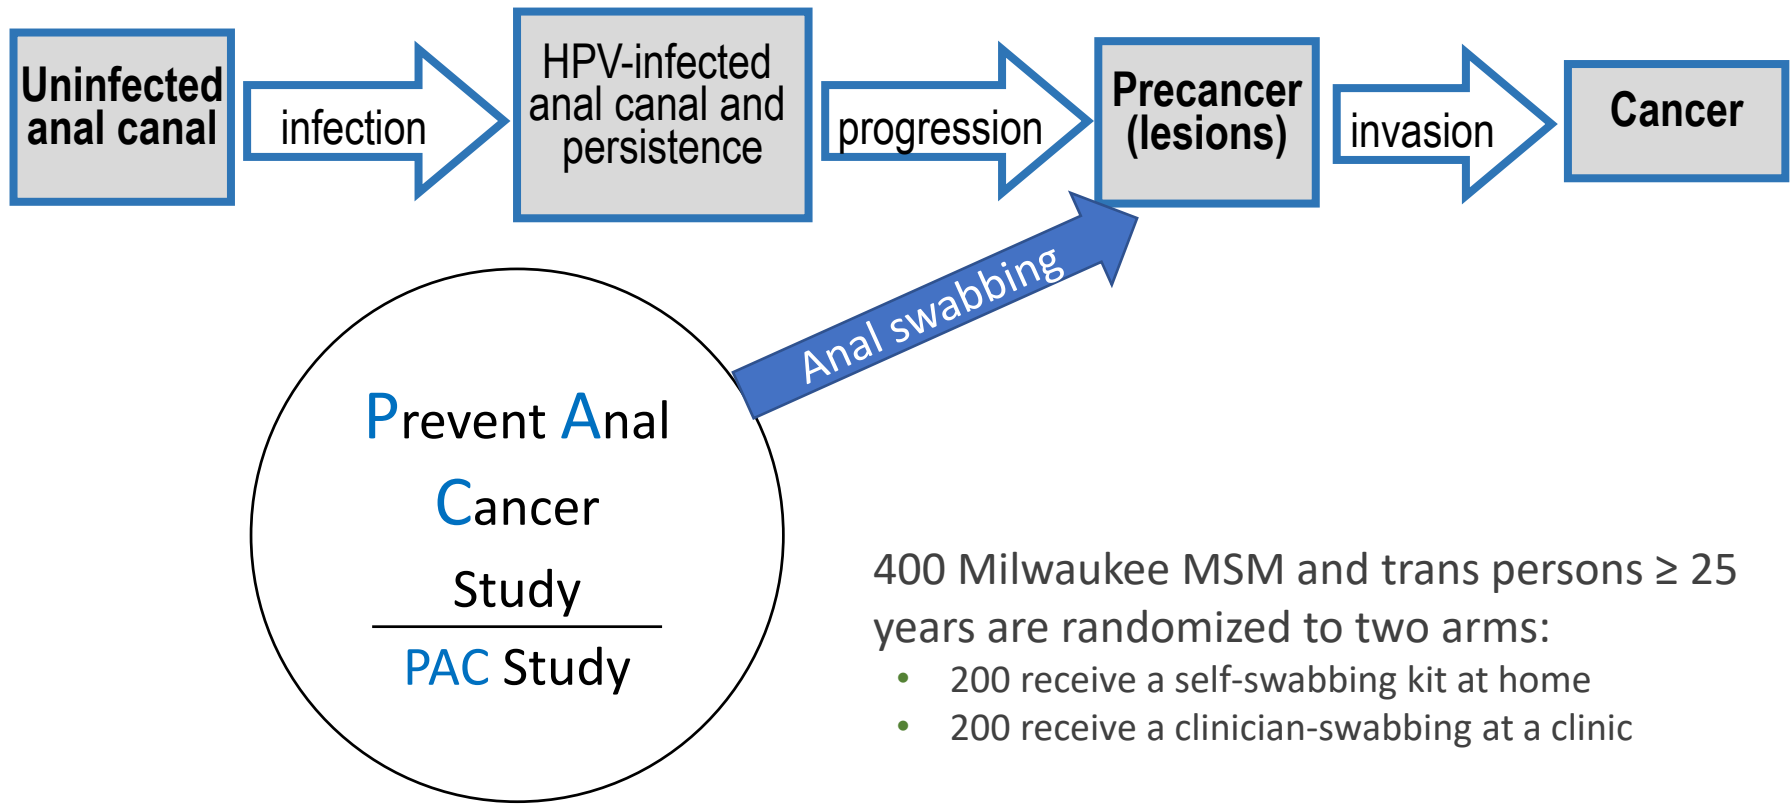 Uninfected
anal canal
infection
HPV-infected
anal canal and
persistence
progression
Precancer
(lesions)
invasion
Cancer
Anal swabbing
Prevent Anal
Cancer
Study
PAC Study
400 Milwaukee MSM and trans persons ≥ 25
years are randomized to two arms:
• 200 receive a self-swabbing kit at home
• 200 receive a clinician-swabbing at a clinic